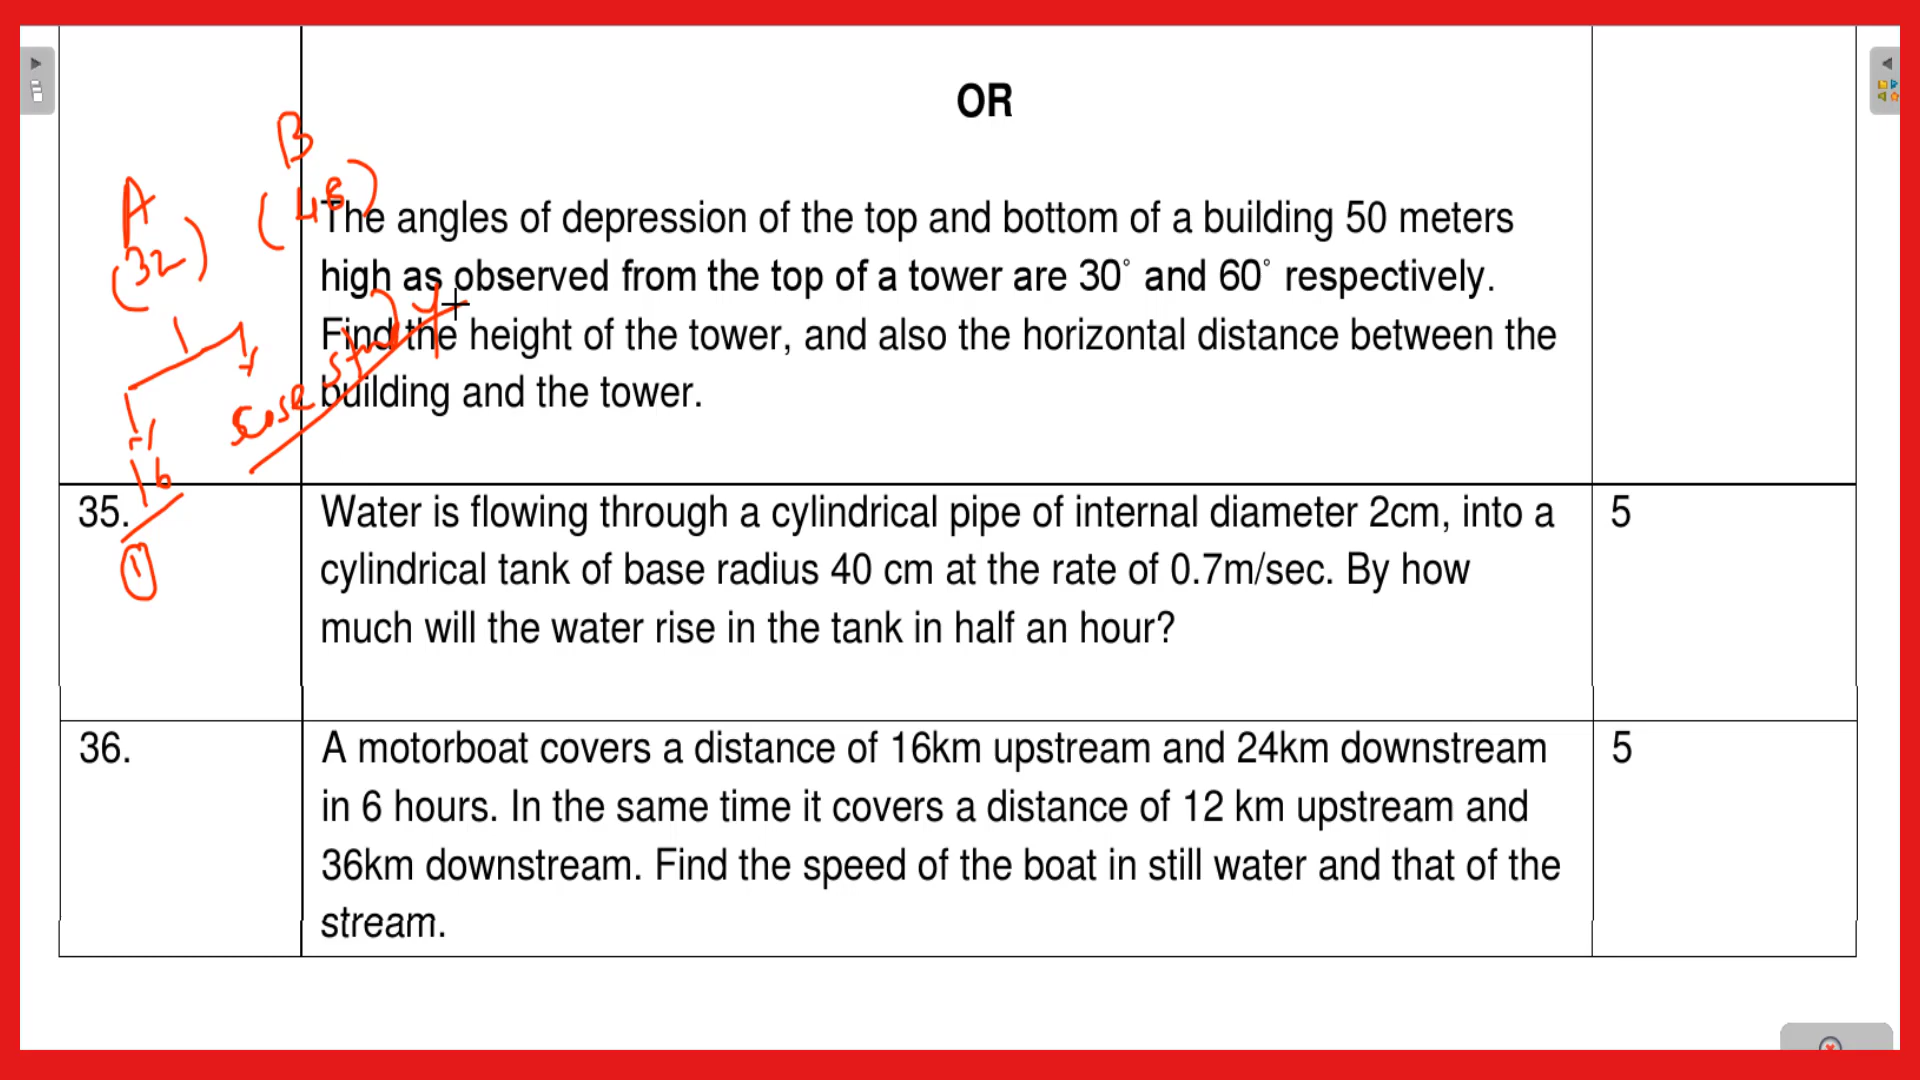 OR
B
(48)
A
(32)
The angles of depression of the top and bottom of a building 50 meters
high as observed from the top of a tower are 30° and 60° respectively.
Find the height of the tower, and also the horizontal distance between the
building and the tower.
study
16
1
35.
Water is flowing through a cylindrical pipe of internal diameter 2cm, into a
cylindrical tank of base radius 40 cm at the rate of 0.7m/sec. By how
much will the water rise in the tank in half an hour?
5
36.
A motorboat covers a distance of 16km upstream and 24km downstream
in 6 hours. In the same time it covers a distance of 12 km upstream and
36km downstream. Find the speed of the boat in still water and that of the
stream.
5